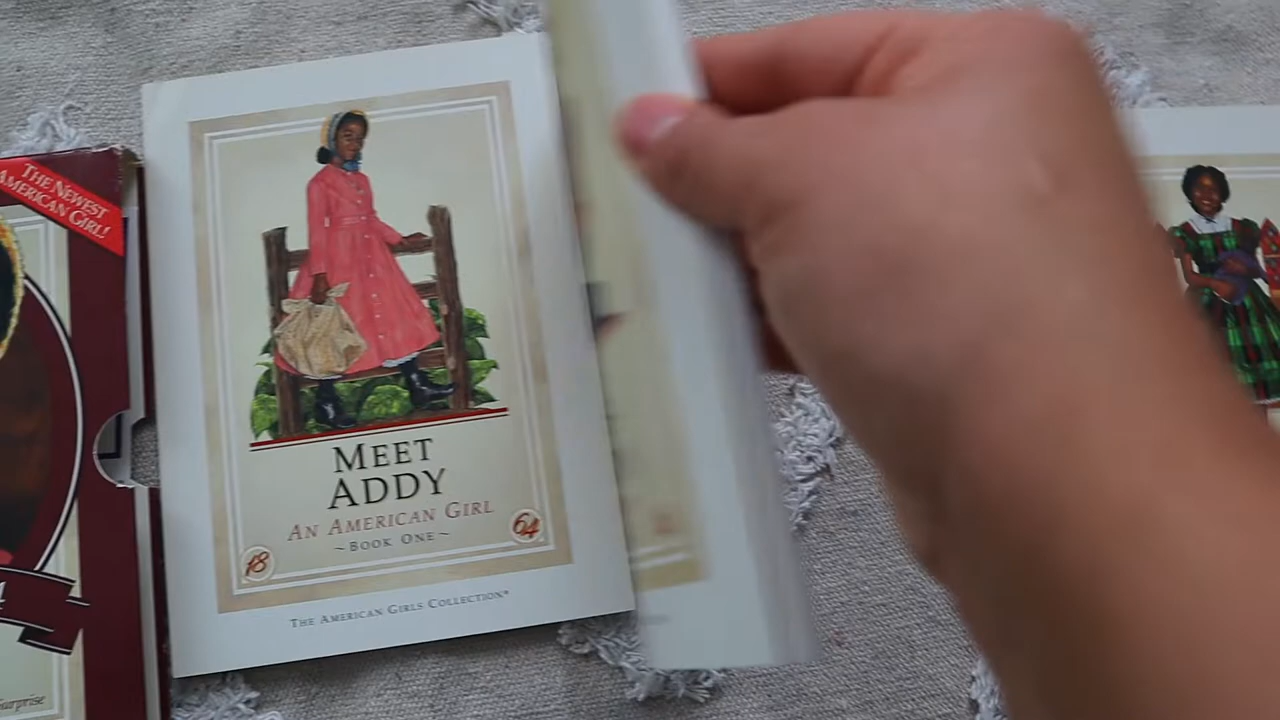 THE NEWEST
AMERICAN GIRL!
MEET
ADDY
AN AMERICAN GIRL
~BOOK ONE~
18
64
THE AMERICAN GIRLS COLLECTION®
Surprise